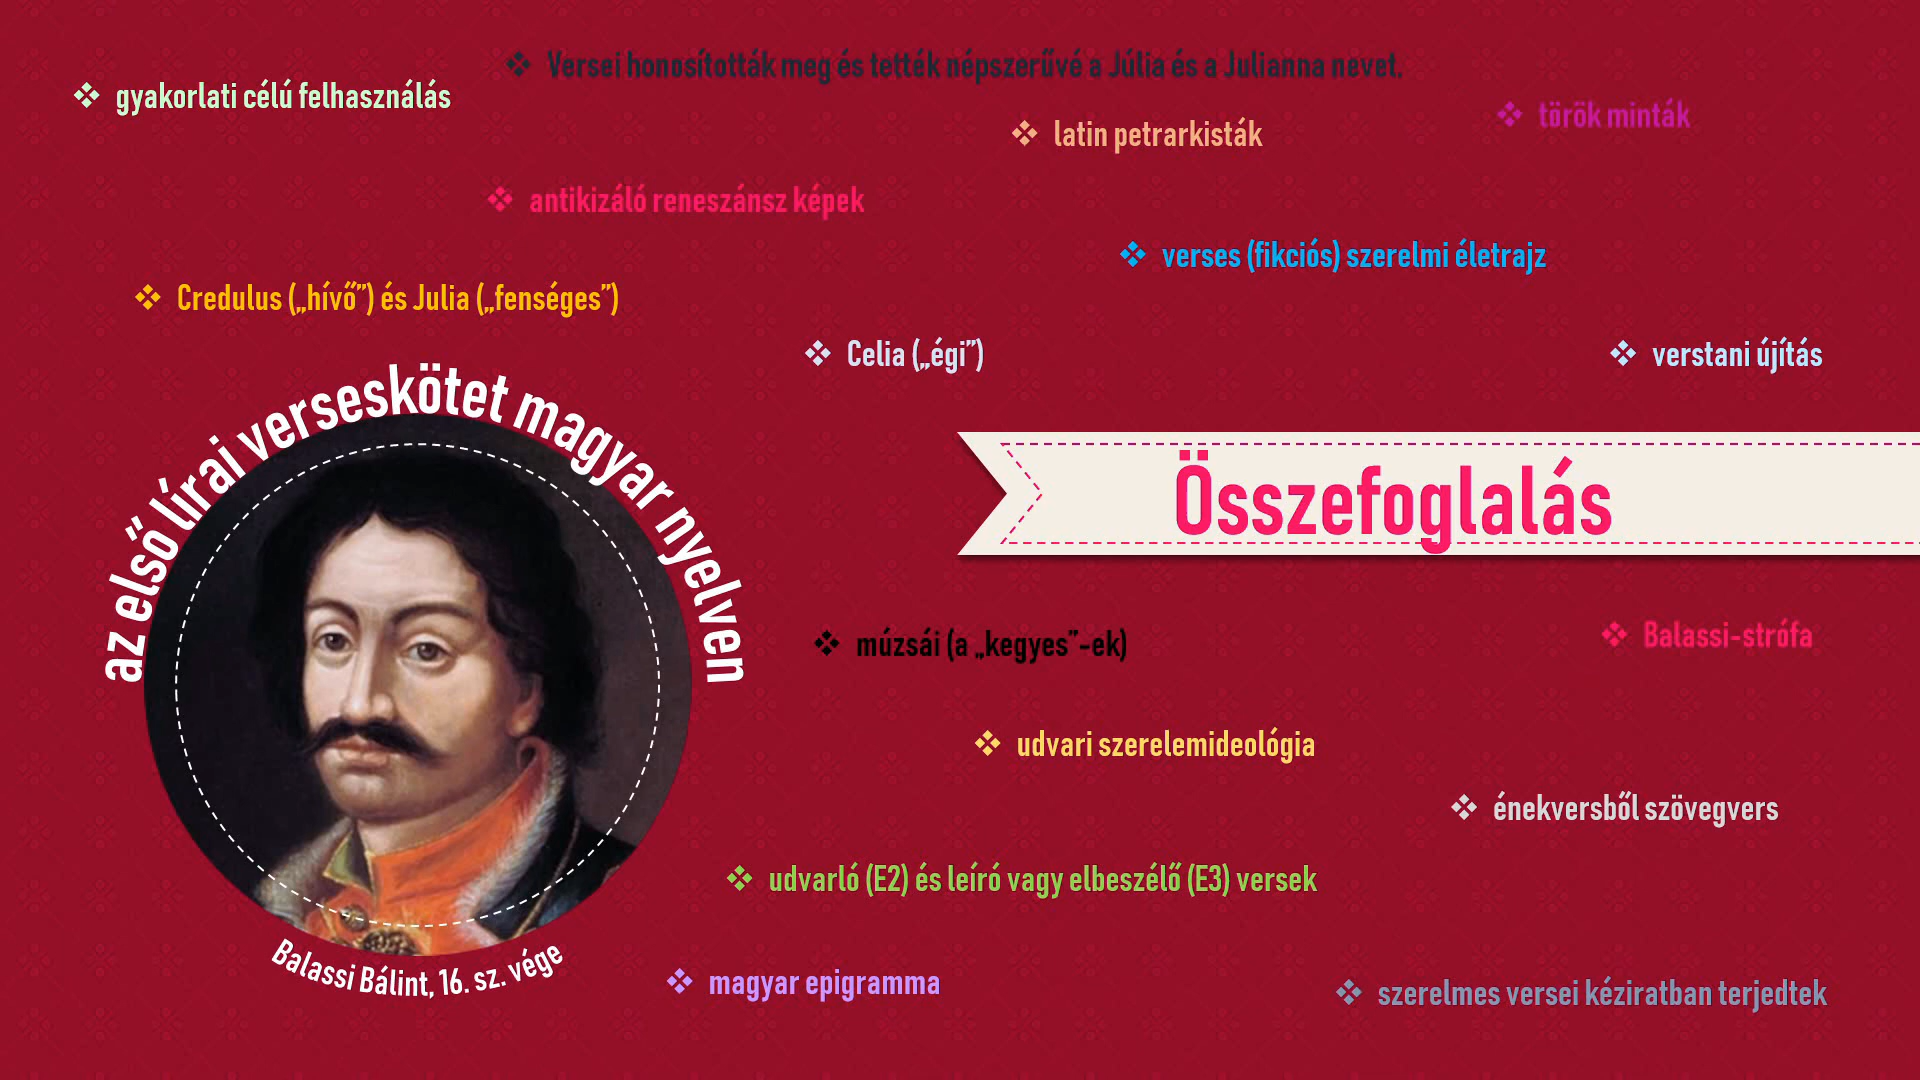 ❖ Versei honosították meg és tették népszerűvé a Júlia és a Julianna nevet.
❖ gyakorlati célú felhasználás
❖ török minták
❖ latin petrarkisták
❖ antikizáló reneszánsz képek
❖ verses (fikciós) szerelmi életrajz
❖ Credulus („hívő”) és Julia („fenséges”)
❖ Celia („égi”)
❖ verstani újítás
az első lírai verseskötet magyar nyelven
Összefoglalás
❖ múzsái (a „kegyes”-ek)
❖ Balassi-strófa
❖ udvari szerelemideológia
❖ énekversből szövegvers
❖ udvarló (E2) és leíró vagy elbeszélő (E3) versek
Balassi Bálint, 16. sz. vége
❖ magyar epigramma
❖ szerelmes versei kéziratban terjedtek